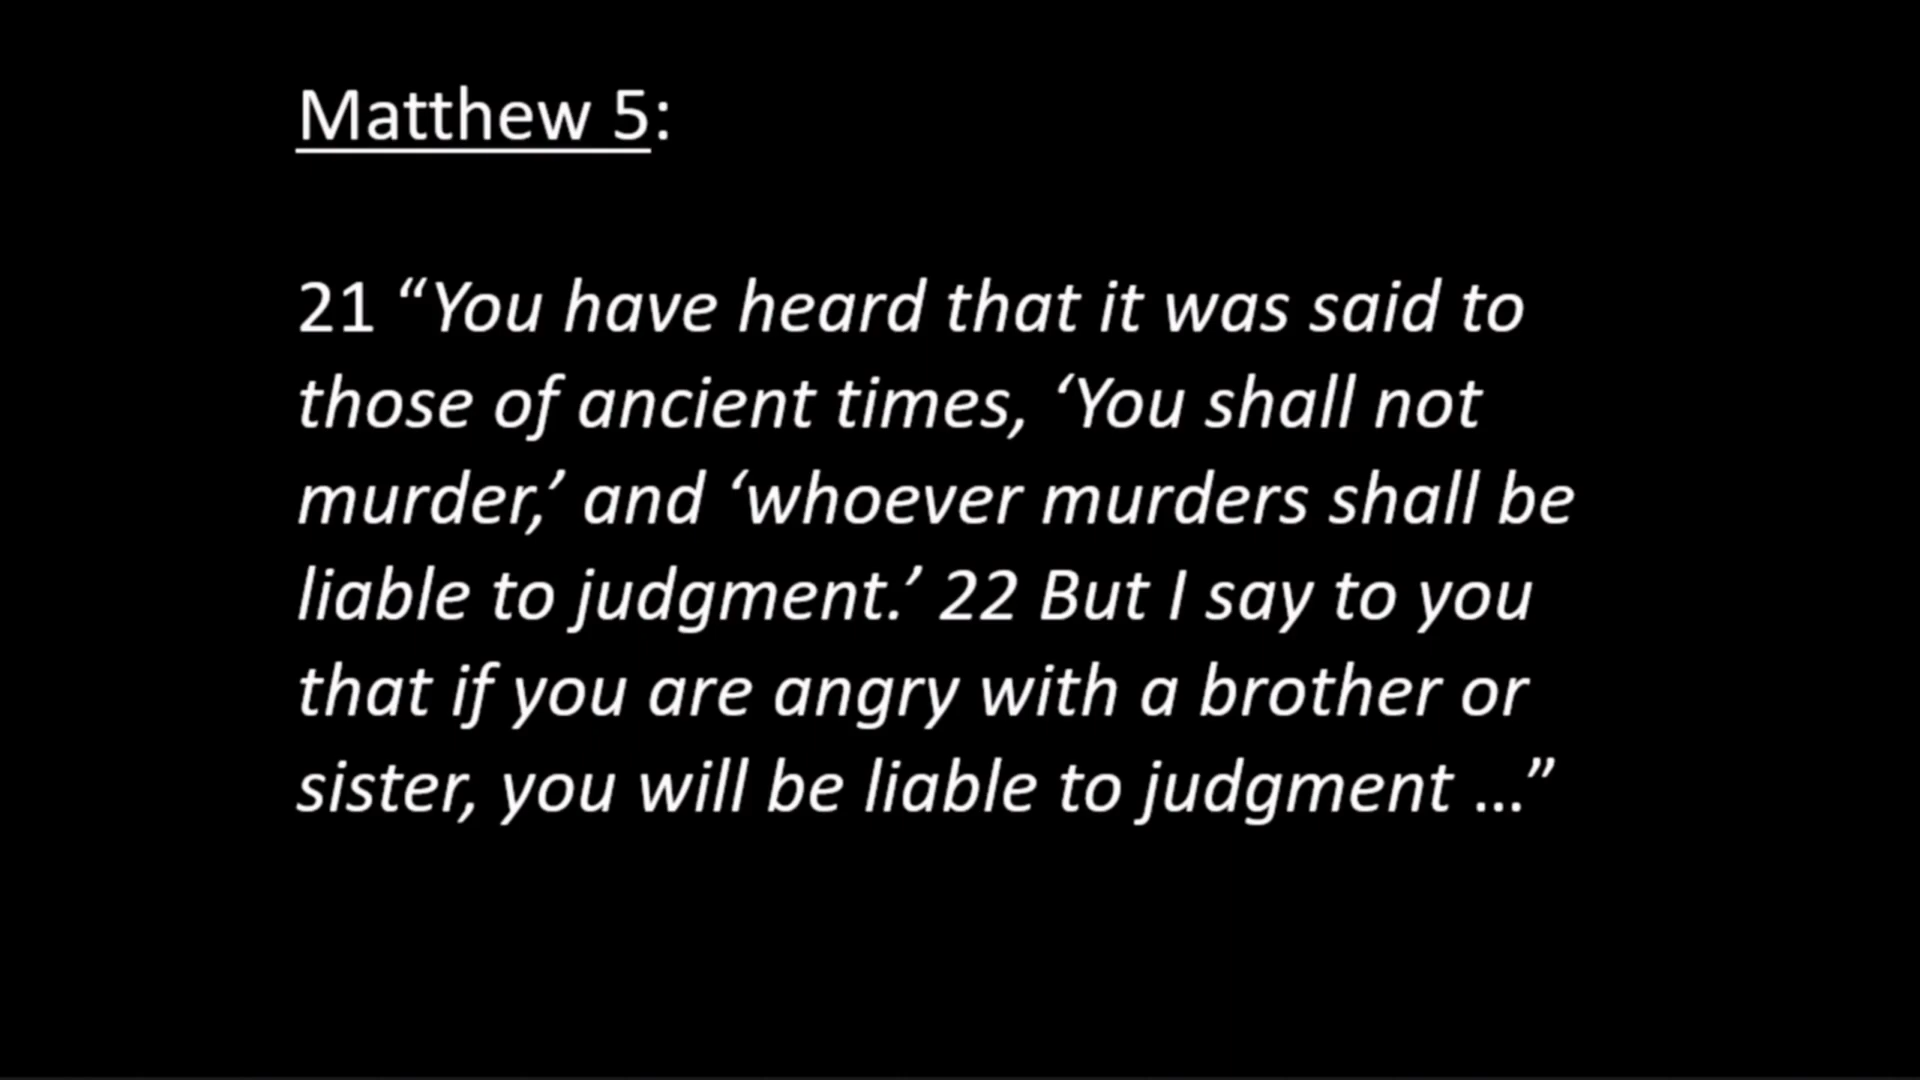 Matthew 5:
21 “You have heard that it was said to
those of ancient times, ‘You shall not
murder,’ and ‘whoever murders shall be
liable to judgment.’ 22 But I say to you
that if you are angry with a brother or
sister, you will be liable to judgment …”